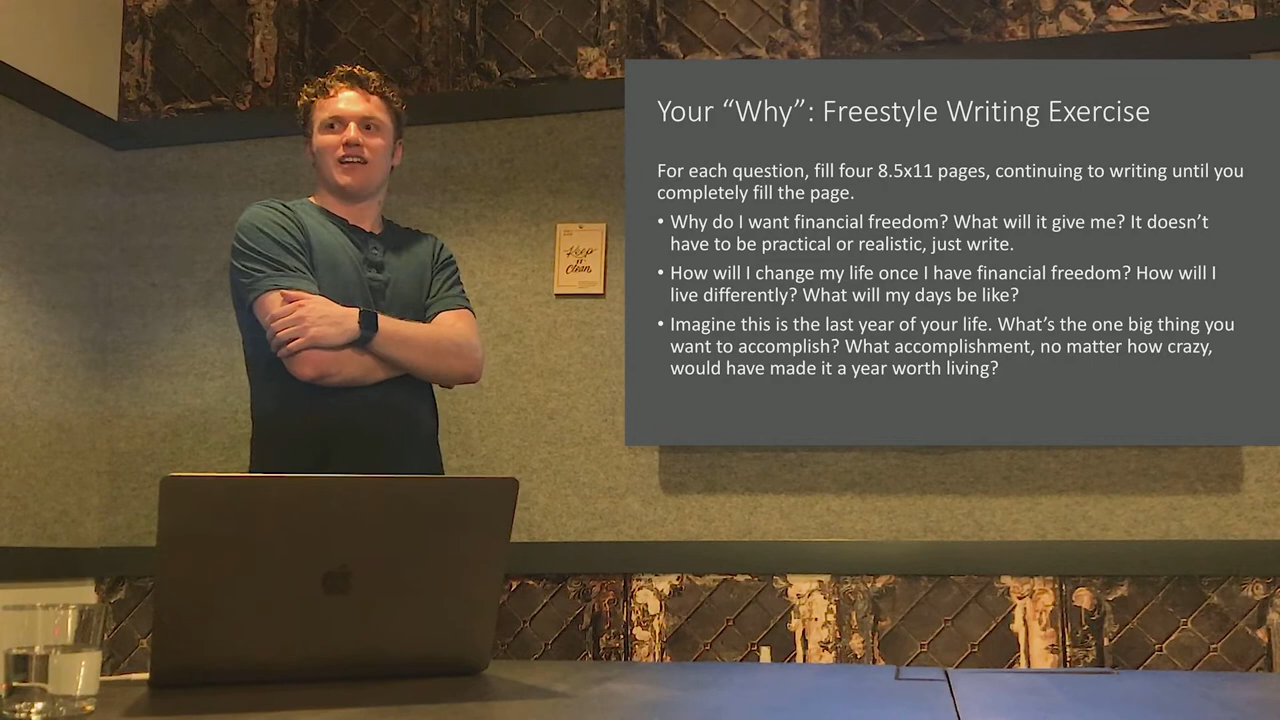 Your “Why”: Freestyle Writing Exercise
For each question, fill four 8.5x11 pages, continuing to writing until you
completely fill the page.
• Why do I want financial freedom? What will it give me? It doesn’t
have to be practical or realistic, just write.
• How will I change my life once I have financial freedom? How will I
live differently? What will my days be like?
• Imagine this is the last year of your life. What’s the one big thing you
want to accomplish? What accomplishment, no matter how crazy,
would have made it a year worth living?
Keep
IT
Clean